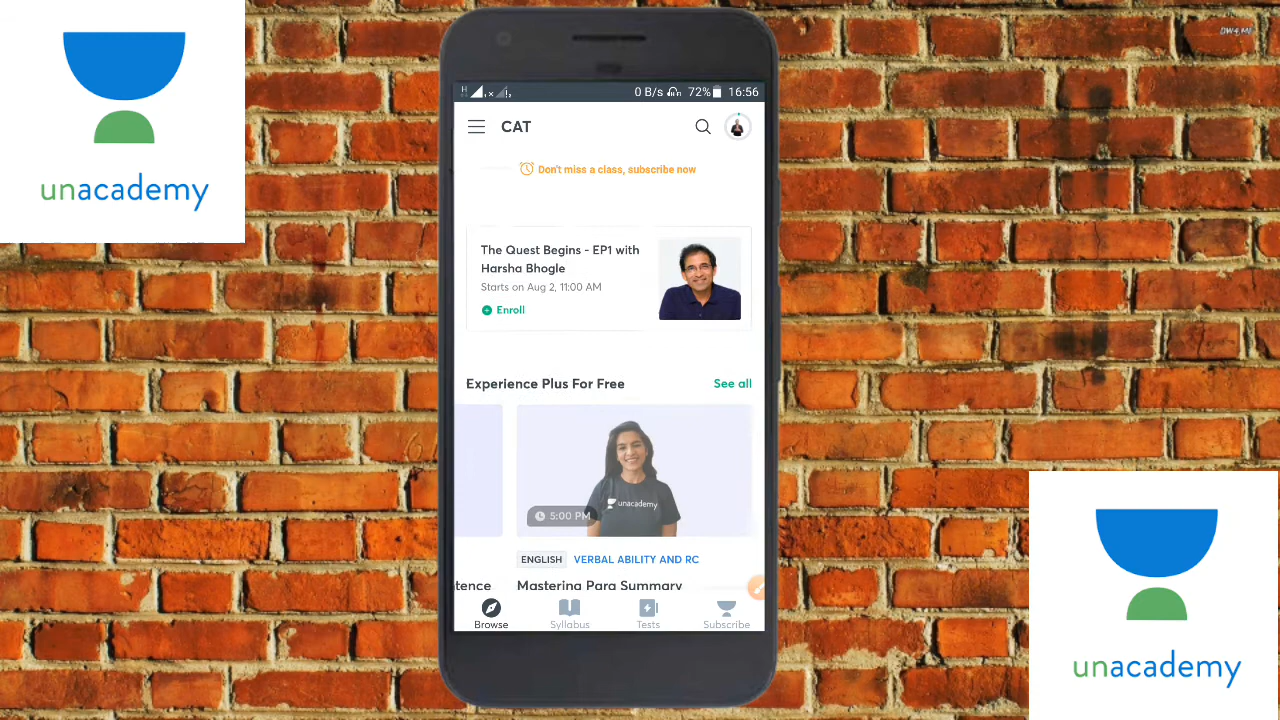 unacademy
DW4.ME
0 B/s 72% 16:56
CAT
Don't miss a class, subscribe now
The Quest Begins - EP1 with
Harsha Bhogle
Starts on Aug 2, 11:00 AM
Enroll
Experience Plus For Free
See all
unacademy
5:00 PM
ENGLISH VERBAL ABILITY AND RC
tence
Mastering Para Summary
Browse
Syllabus
Tests
Subscribe
unacademy